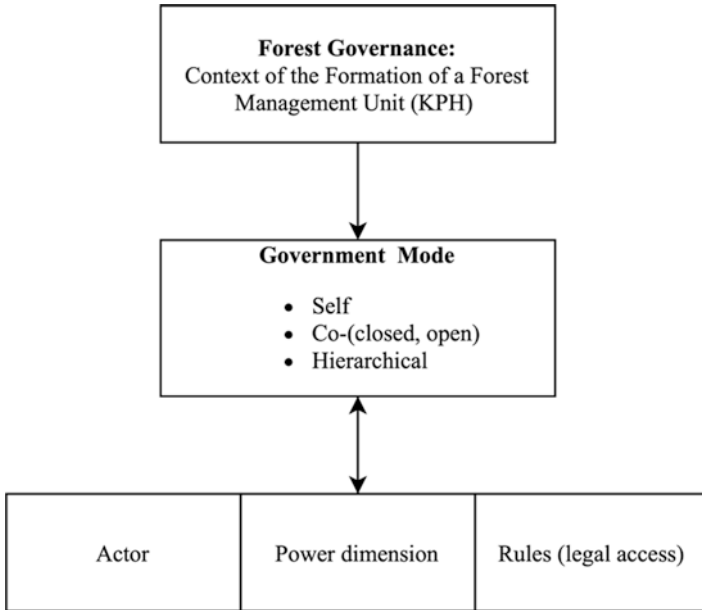 Forest Governance:
Context of the Formation of a Forest
Management Unit (KPH)
Government Mode
• Self
• Co-(closed, open)
• Hierarchical
Actor
Power dimension
Rules (legal access)